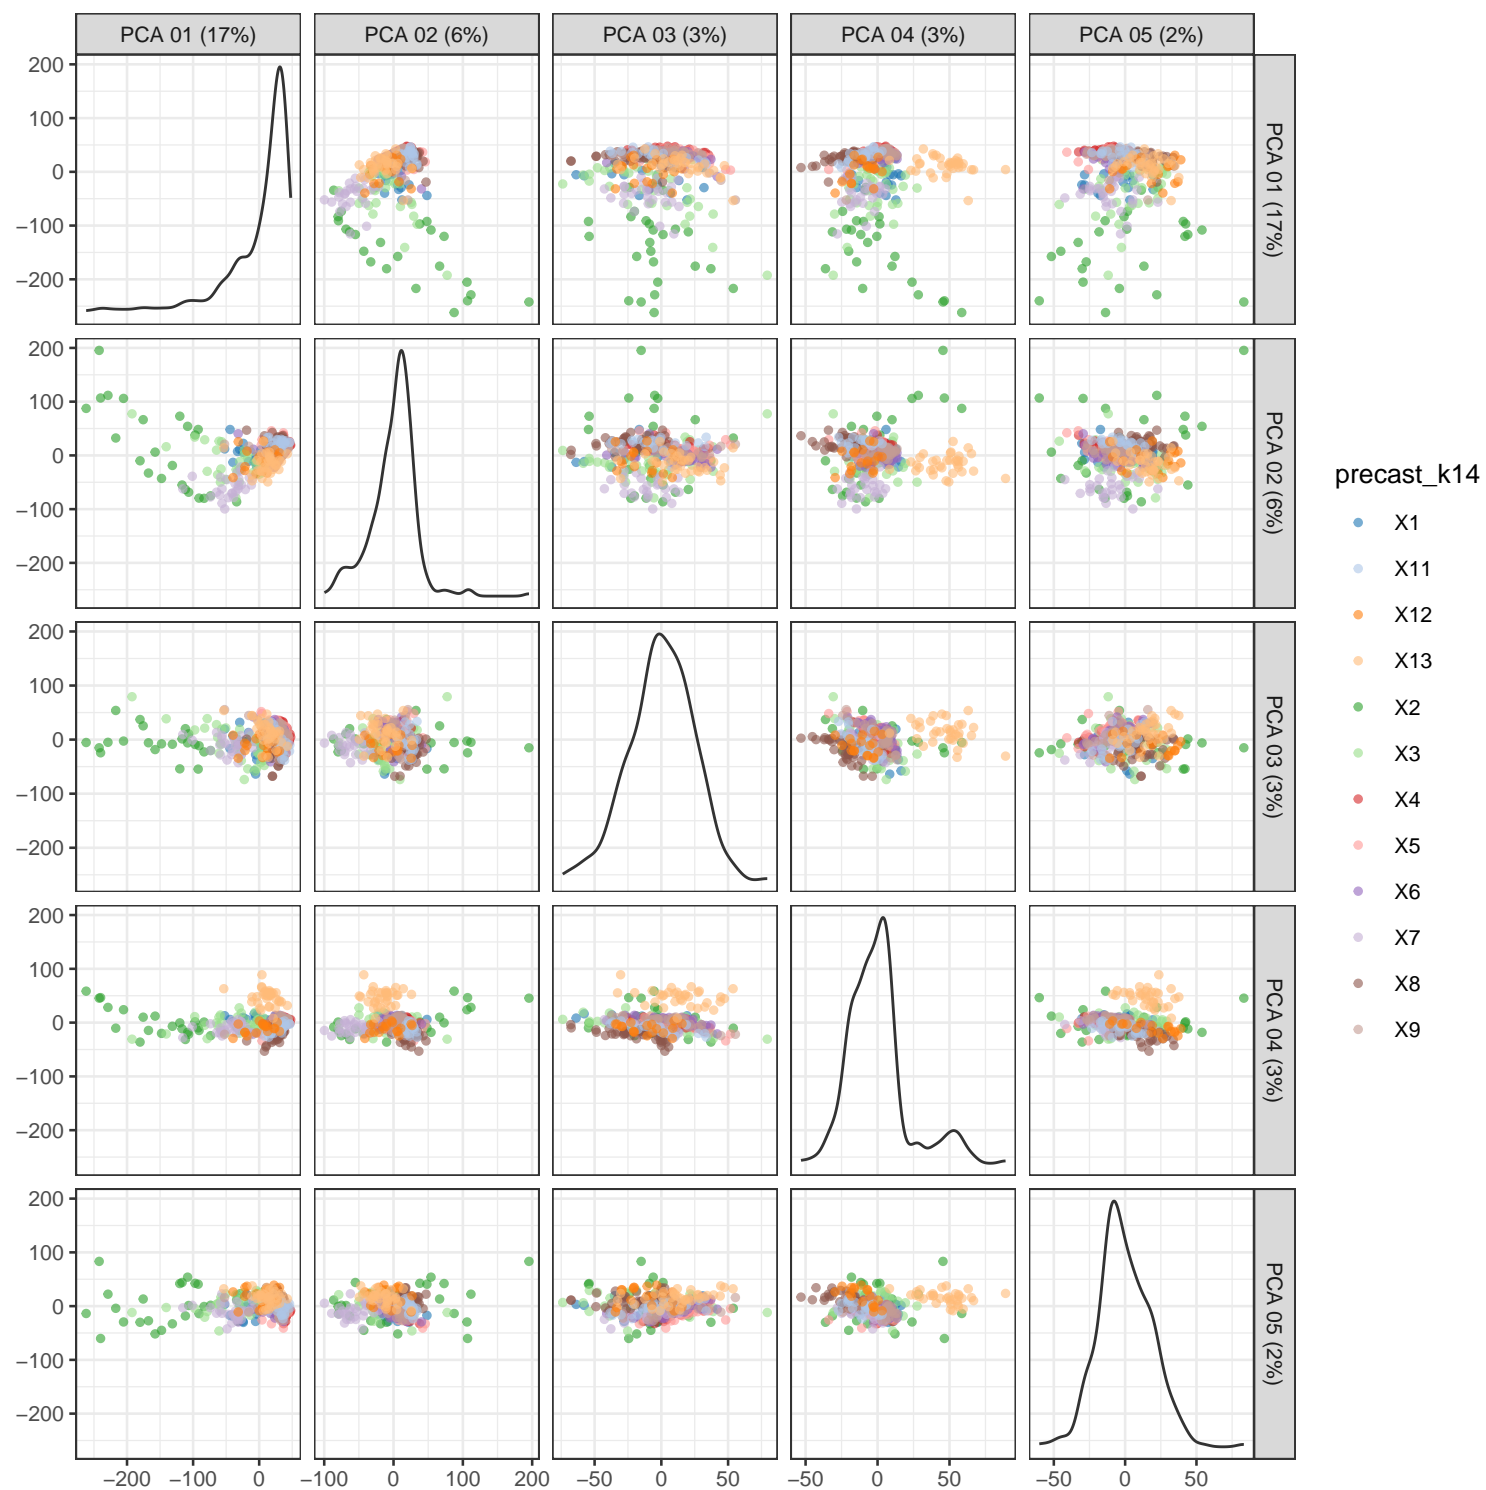 PCA 01 (17%) PCA 02 (6%) PCA 03 (3%) PCA 04 (3%) PCA 05 (2%)
200
100
0
−100
−200
PCA 01 (17%)
200
100
0
−100
−200
PCA 02 (6%)
200
100
0
−100
−200
PCA 03 (3%)
200
100
0
−100
−200
PCA 04 (3%)
200
100
0
−100
−200
PCA 05 (2%)
−200 −100 0 −100 0 100 200 −50 0 50 −50 0 50 −50 0 50
precast_k14
X1
X11
X12
X13
X2
X3
X4
X5
X6
X7
X8
X9